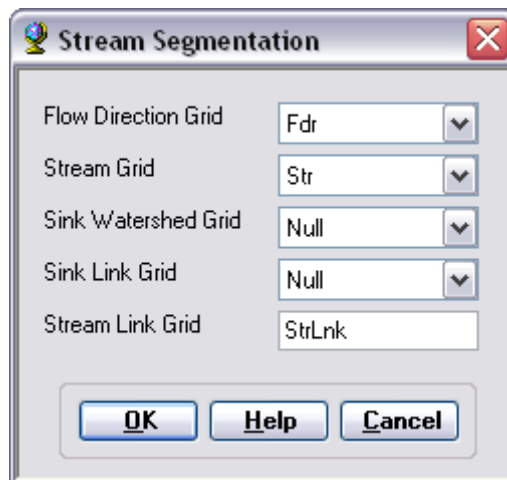 Stream Segmentation
Flow Direction Grid Fdr
Stream Grid Str
Sink Watershed Grid Null
Sink Link Grid Null
Stream Link Grid StrLnk
OK Help Cancel